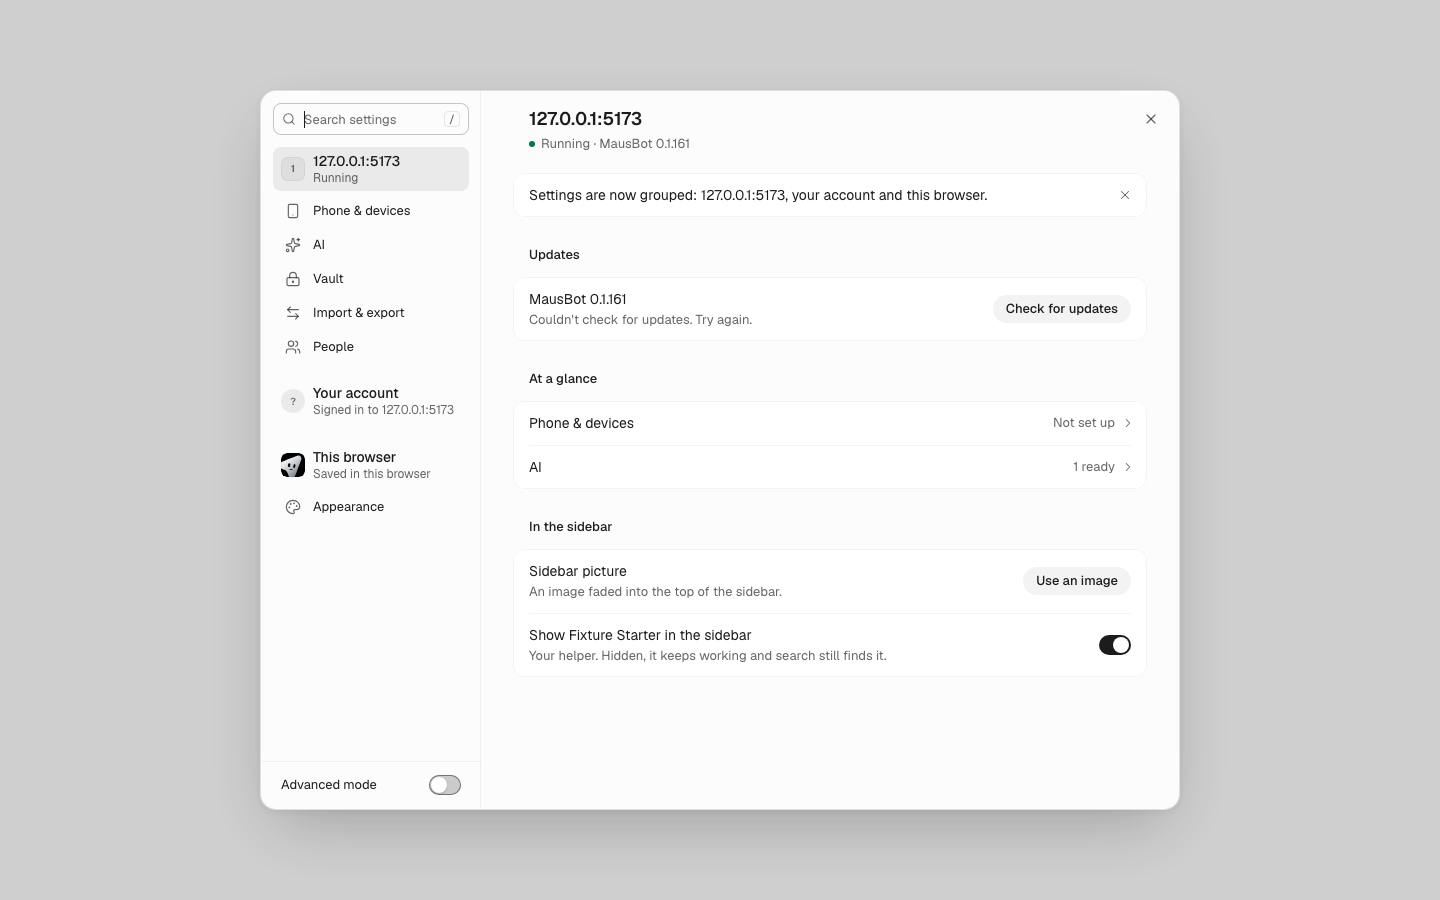 Search settings
/
1
127.0.0.1:5173
Running
Phone & devices
AI
Vault
Import & export
People
?
Your account
Signed in to 127.0.0.1:5173
This browser
Saved in this browser
Appearance
Advanced mode
127.0.0.1:5173
Running · MausBot 0.1.161
Settings are now grouped: 127.0.0.1:5173, your account and this browser.
Updates
MausBot 0.1.161
Couldn't check for updates. Try again.
Check for updates
At a glance
Phone & devices
Not set up
AI
1 ready
In the sidebar
Sidebar picture
An image faded into the top of the sidebar.
Use an image
Show Fixture Starter in the sidebar
Your helper. Hidden, it keeps working and search still finds it.